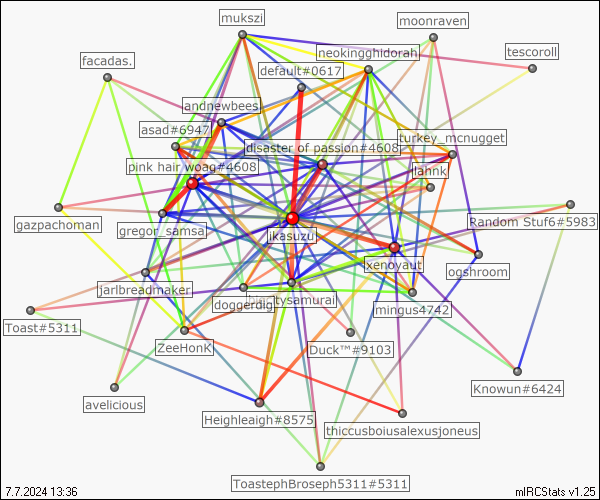 mukszi
moonraven
neokingghidorah
tescoroll
facadas.
default#0617
andnewbees
asad#6947
turkey_mcnugget
disaster of passion#4608
pink hair woag#4608
lahnk
gazpachoman
gregor_samsa
ikasuzu
Random Stuf6#5983
xenoyaut
ogshroom
jarlbreadmaker
doggerdig
tysamurai
mingus4742
Toast#5311
ZeeHonK
Duck™#9103
Knowun#6424
avelicious
Heighleaigh#8575
thiccusboiusalexusjoneus
ToastephBroseph5311#5311
7.7.2024 13:36
mIRCStats v1.25